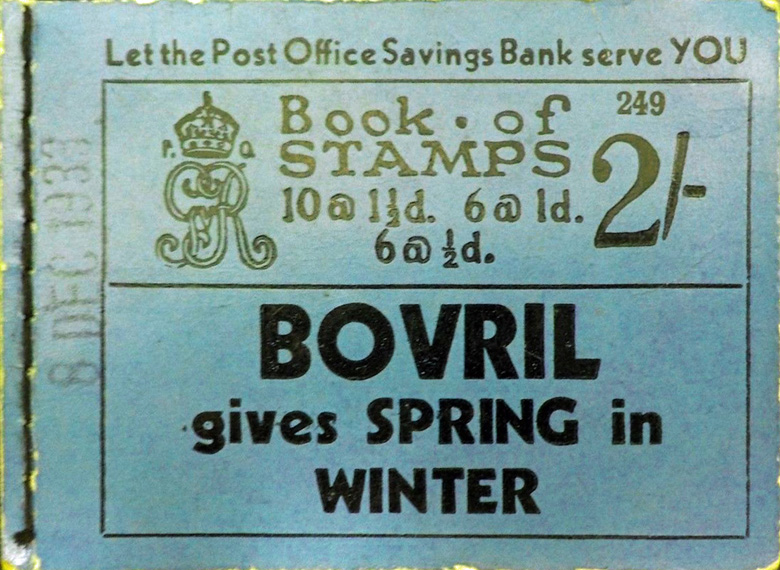 Let the Post Office Savings Bank serve YOU
249
P. O.
GR
Book · of
STAMPS
2/-
10 @ 1½d. 6 @ 1d.
6 @ ½d.
8 DEC 1933
BOVRIL
gives SPRING in
WINTER